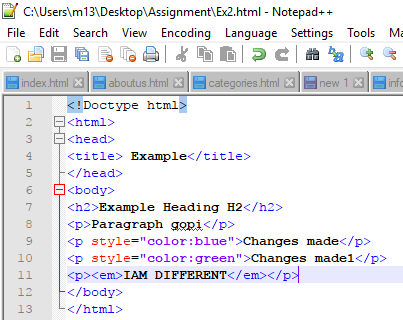 C:\Users\m13\Desktop\Assignment\Ex2.html - Notepad++
File Edit Search View Encoding Language Settings Tools Macro
index.html aboutus.html categories.html new 1
1 <!Doctype html>
2 <html>
3 <head>
4 <title> Example</title>
5 </head>
6 <body>
7 <h2>Example Heading H2</h2>
8 <p>Paragraph gopi</p>
9 <p style="color:blue">Changes made</p>
10 <p style="color:green">Changes made1</p>
11 <p><em>IAM DIFFERENT</em></p>
12 </body>
13 </html>